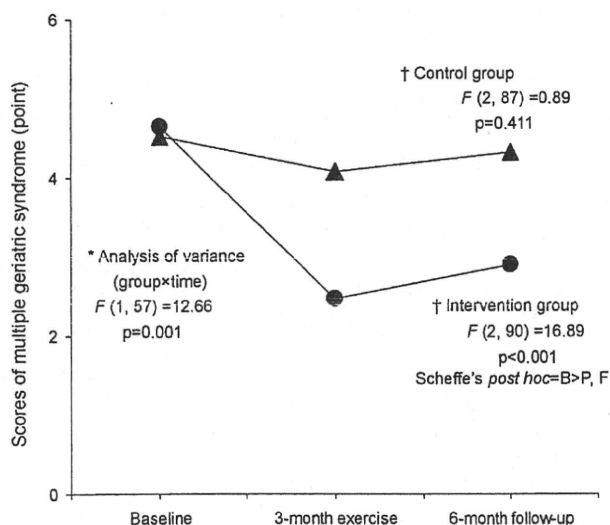 Scores of multiple geriatric syndrome (point)
6
4
2
0
† Control group
F (2, 87) =0.89
p=0.411
* Analysis of variance
(group×time)
F (1, 57) =12.66
p=0.001
† Intervention group
F (2, 90) =16.89
p<0.001
Scheffe's post hoc=B>P, F
Baseline
3-month exercise
6-month follow-up